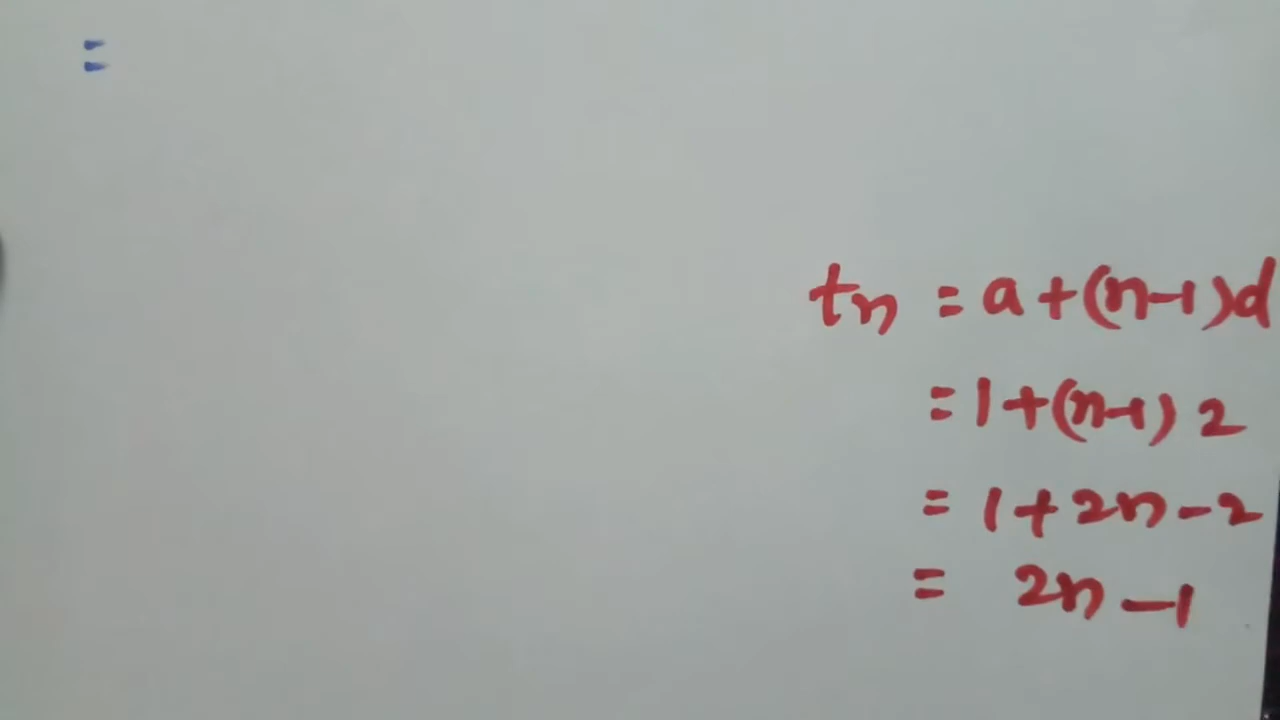 =
tn = a+(n-1)d
= 1+(n-1) 2
= 1+2n-2
= 2n-1